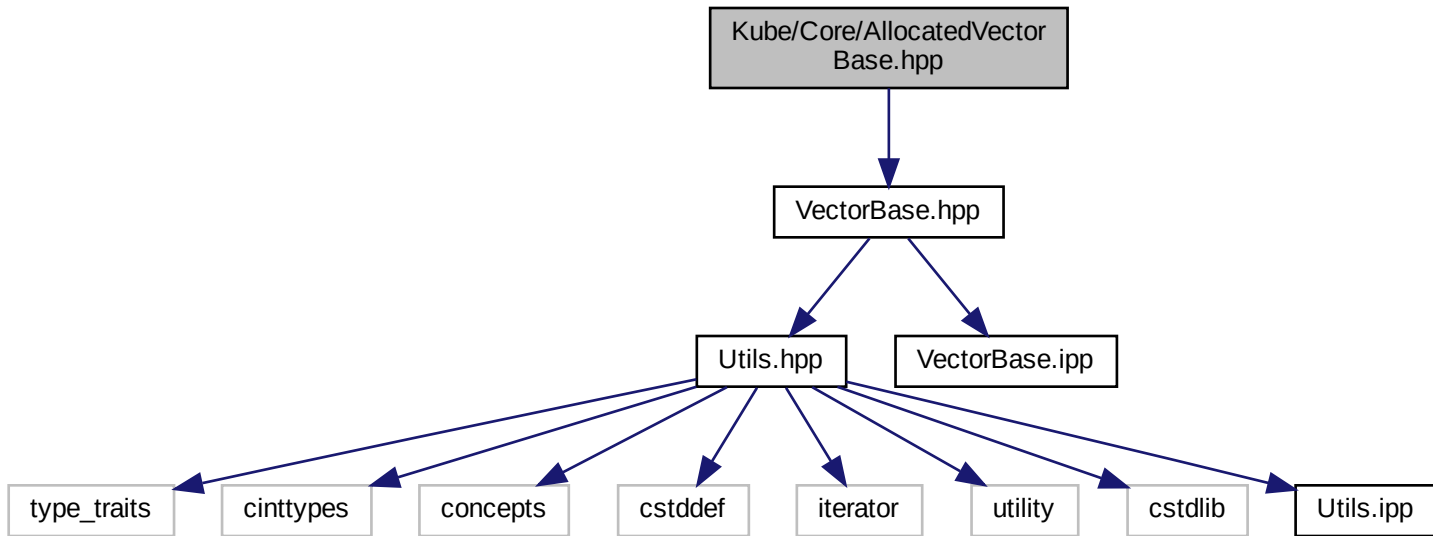 Kube/Core/AllocatedVector
Base.hpp
VectorBase.hpp
Utils.hpp
VectorBase.ipp
type_traits
cinttypes
concepts
cstddef
iterator
utility
cstdlib
Utils.ipp